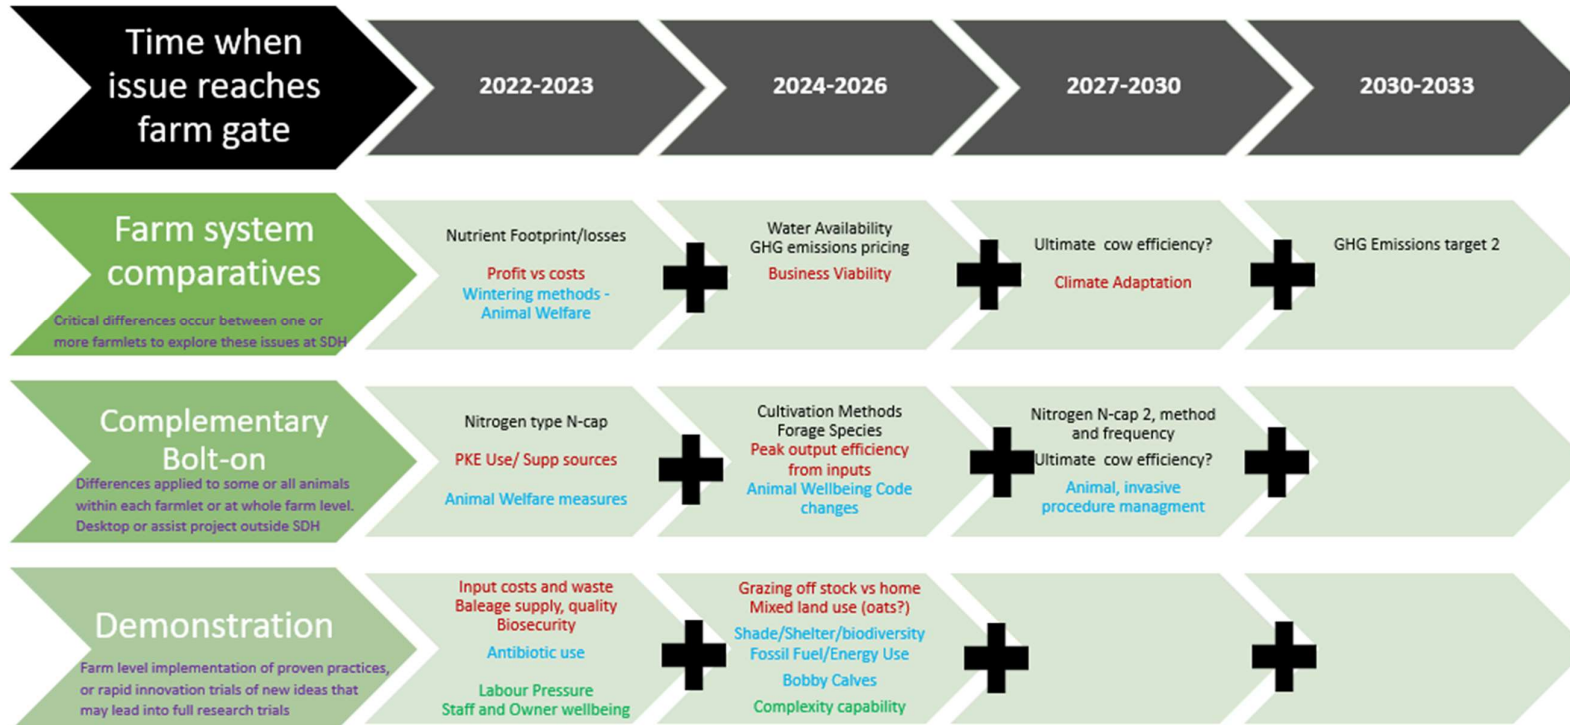 Time when
issue reaches
farm gate
2022-2023
2024-2026
2027-2030
2030-2033
Farm system
comparatives
Critical differences occur between one or
more farmlets to explore these issues at SDH
Nutrient Footprint/losses
Profit vs costs
Wintering methods -
Animal Welfare
Water Availability
GHG emissions pricing
Business Viability
Ultimate cow efficiency?
Climate Adaptation
GHG Emissions target 2
Complementary
Bolt-on
Differences applied to some or all animals
within each farmlet or at whole farm level.
Desktop or assist project outside SDH
Nitrogen type N-cap
PKE Use/ Supp sources
Animal Welfare measures
Cultivation Methods
Forage Species
Peak output efficiency
from inputs
Animal Wellbeing Code
changes
Nitrogen N-cap 2, method
and frequency
Ultimate cow efficiency?
Animal, invasive
procedure managment
Demonstration
Farm level implementation of proven practices,
or rapid innovation trials of new ideas that
may lead into full research trials
Input costs and waste
Baleage supply, quality
Biosecurity
Antibiotic use
Labour Pressure
Staff and Owner wellbeing
Grazing off stock vs home
Mixed land use (oats?)
Shade/Shelter/biodiversity
Fossil Fuel/Energy Use
Bobby Calves
Complexity capability